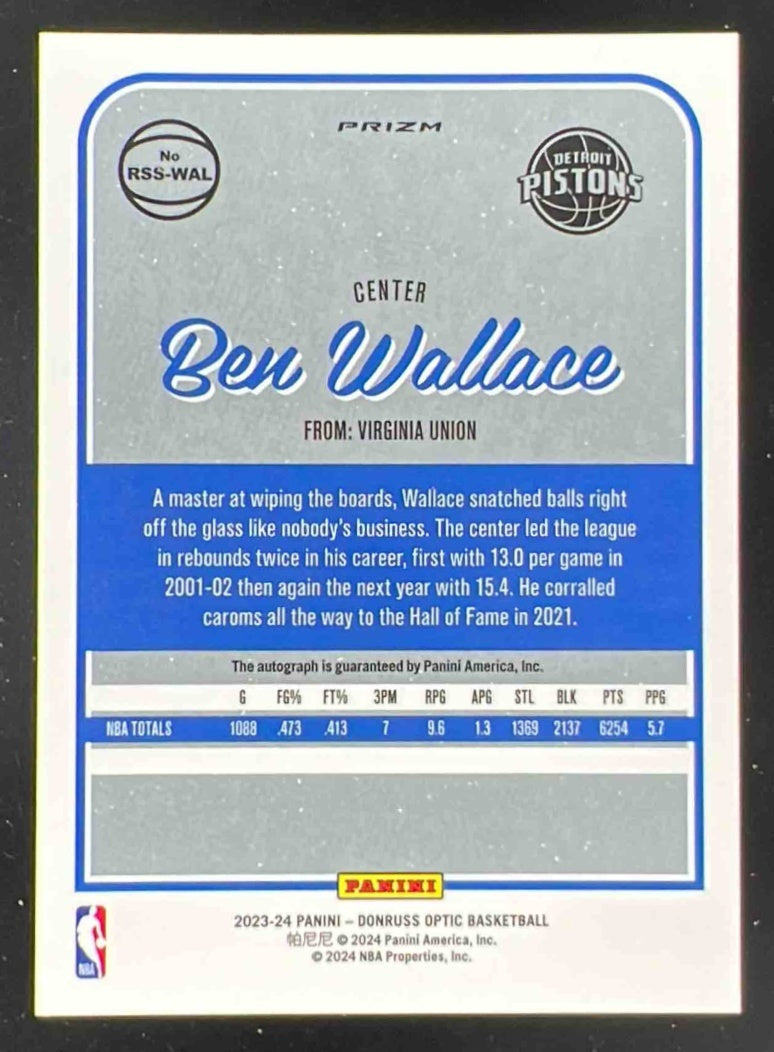 PRIZM
No
RSS-WAL
DETROIT
PISTONS
CENTER
Ben Wallace
FROM: VIRGINIA UNION
A master at wiping the boards, Wallace snatched balls right
off the glass like nobody's business. The center led the league
in rebounds twice in his career, first with 13.0 per game in
2001-02 then again the next year with 15.4. He corralled
caroms all the way to the Hall of Fame in 2021.
The autograph is guaranteed by Panini America, Inc.
G FG% FT% 3PM RPG APG STL BLK PTS PPG
NBA TOTALS 1088 .473 .413 7 9.6 1.3 1369 2137 6254 5.7
PANINI
2023-24 PANINI – DONRUSS OPTIC BASKETBALL
帕尼尼 © 2024 Panini America, Inc.
© 2024 NBA Properties, Inc.
NBA